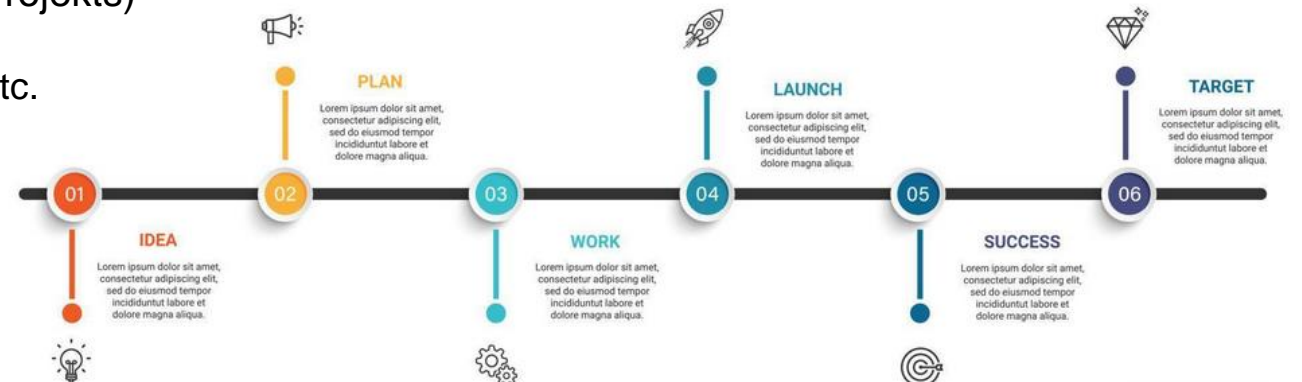 rojekts)
tc.
PLAN
Lorem ipsum dolor sit amet,
consectetur adipiscing elit,
sed do eiusmod tempor
incididuntut labore et
dolore magna aliqua.
LAUNCH
Lorem ipsum dolor sit amet,
consectetur adipiscing elit,
sed do eiusmod tempor
incididuntut labore et
dolore magna aliqua.
TARGET
Lorem ipsum dolor sit amet,
consectetur adipiscing elit,
sed do eiusmod tempor
incididuntut labore et
dolore magna aliqua.
01
02
03
04
05
06
IDEA
Lorem ipsum dolor sit amet,
consectetur adipiscing elit,
sed do eiusmod tempor
incididuntut labore et
dolore magna aliqua.
WORK
Lorem ipsum dolor sit amet,
consectetur adipiscing elit,
sed do eiusmod tempor
incididuntut labore et
dolore magna aliqua.
SUCCESS
Lorem ipsum dolor sit amet,
consectetur adipiscing elit,
sed do eiusmod tempor
incididuntut labore et
dolore magna aliqua.